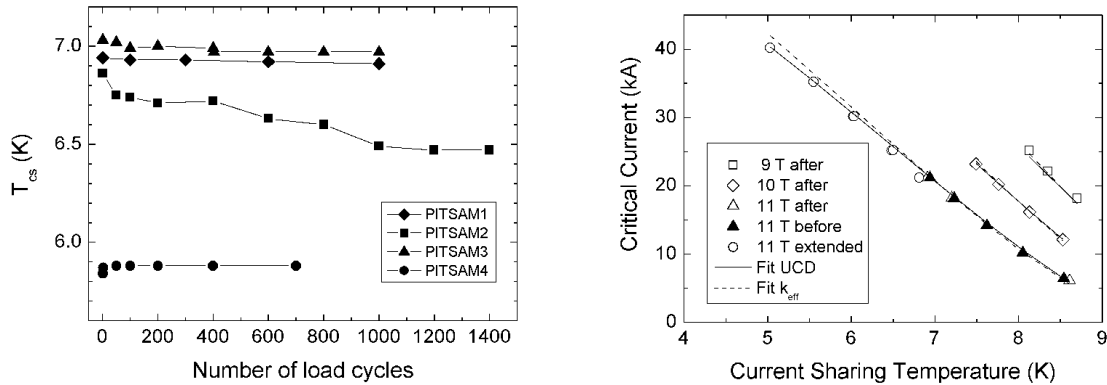 7.0
6.5
6.0
T_cs (K)
0 200 400 600 800 1000 1200 1400
Number of load cycles
PITSAM1
PITSAM2
PITSAM3
PITSAM4
40
30
20
10
0
Critical Current (kA)
4 5 6 7 8 9
Current Sharing Temperature (K)
9 T after
10 T after
11 T after
11 T before
11 T extended
Fit UCD
Fit k_eff